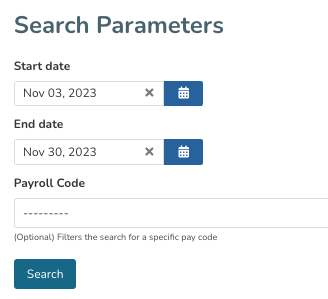 Search Parameters
Start date
Nov 03, 2023
End date
Nov 30, 2023
Payroll Code
---------
(Optional) Filters the search for a specific pay code
Search